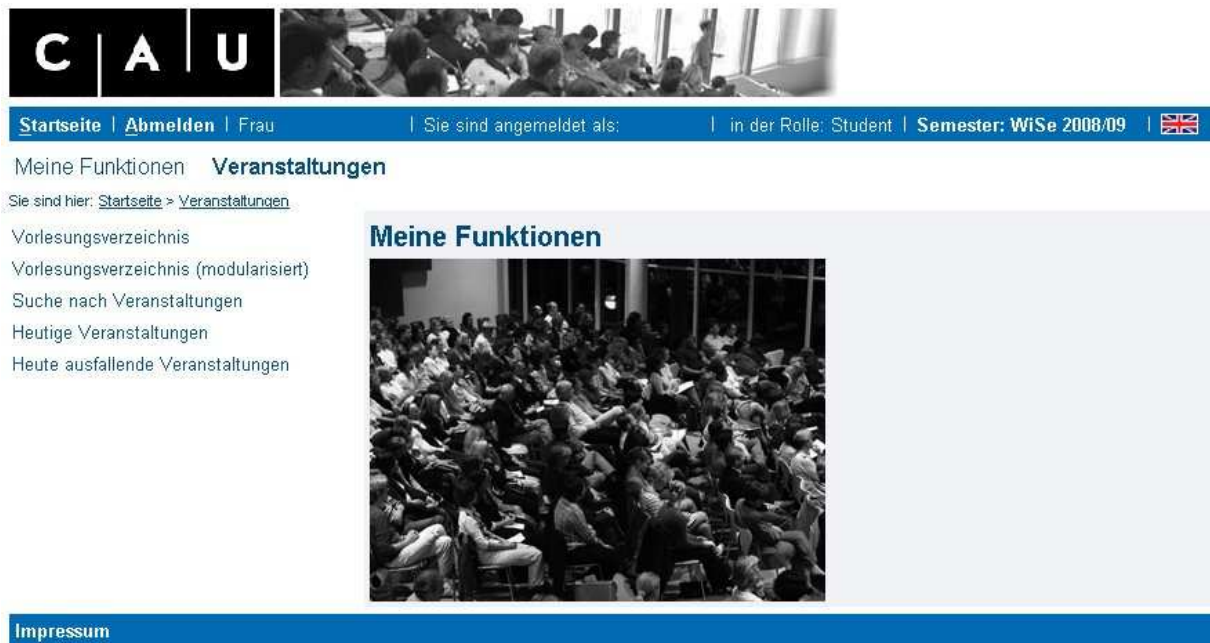 C | A | U
Startseite | Abmelden | Frau | Sie sind angemeldet als: | in der Rolle: Student | Semester: WiSe 2008/09 |
Meine Funktionen Veranstaltungen
Sie sind hier: Startseite > Veranstaltungen
Vorlesungsverzeichnis
Vorlesungsverzeichnis (modularisiert)
Suche nach Veranstaltungen
Heutige Veranstaltungen
Heute ausfallende Veranstaltungen
Meine Funktionen
Impressum